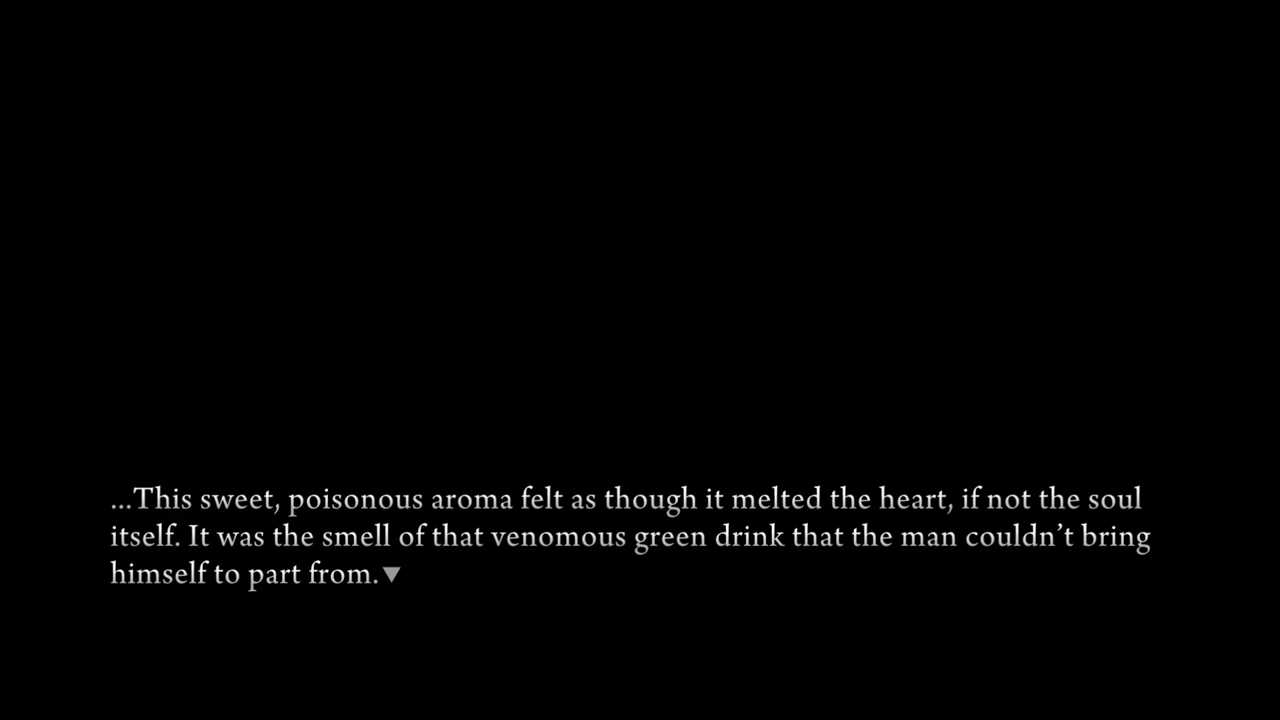 ...This sweet, poisonous aroma felt as though it melted the heart, if not the soul
itself. It was the smell of that venomous green drink that the man couldn’t bring
himself to part from.▼